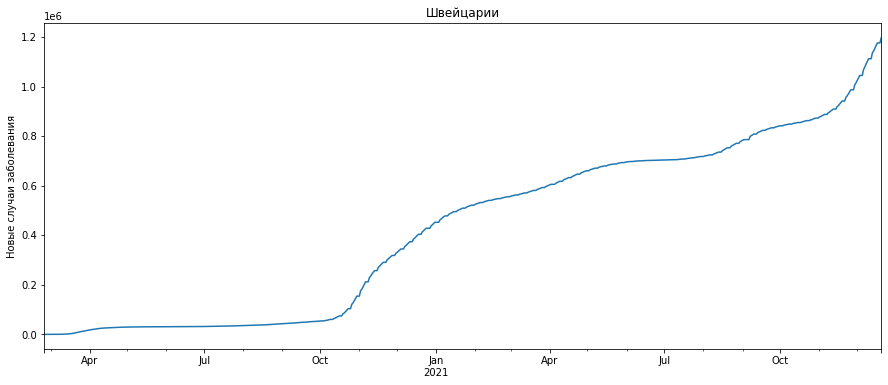 Швейцарии
1e6
1.2
1.0
0.8
0.6
0.4
0.2
0.0
Новые случаи заболевания
Apr Jul Oct Jan Apr Jul Oct
2021